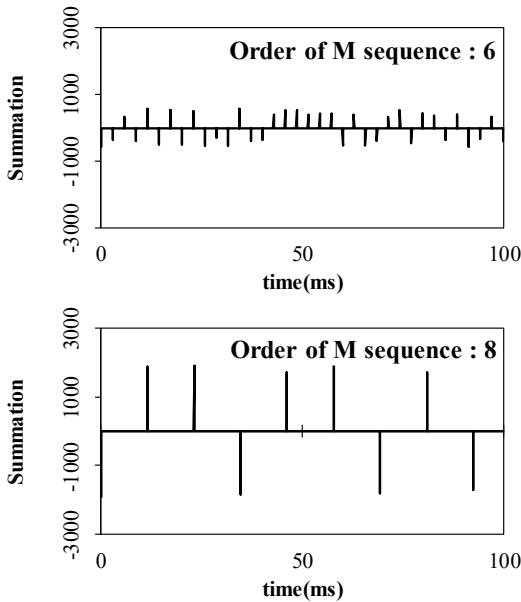 3000
Order of M sequence : 6
1000
Summation
-1000
-3000
0
50
100
time(ms)
3000
Order of M sequence : 8
1000
Summation
-1000
-3000
0
50
100
time(ms)